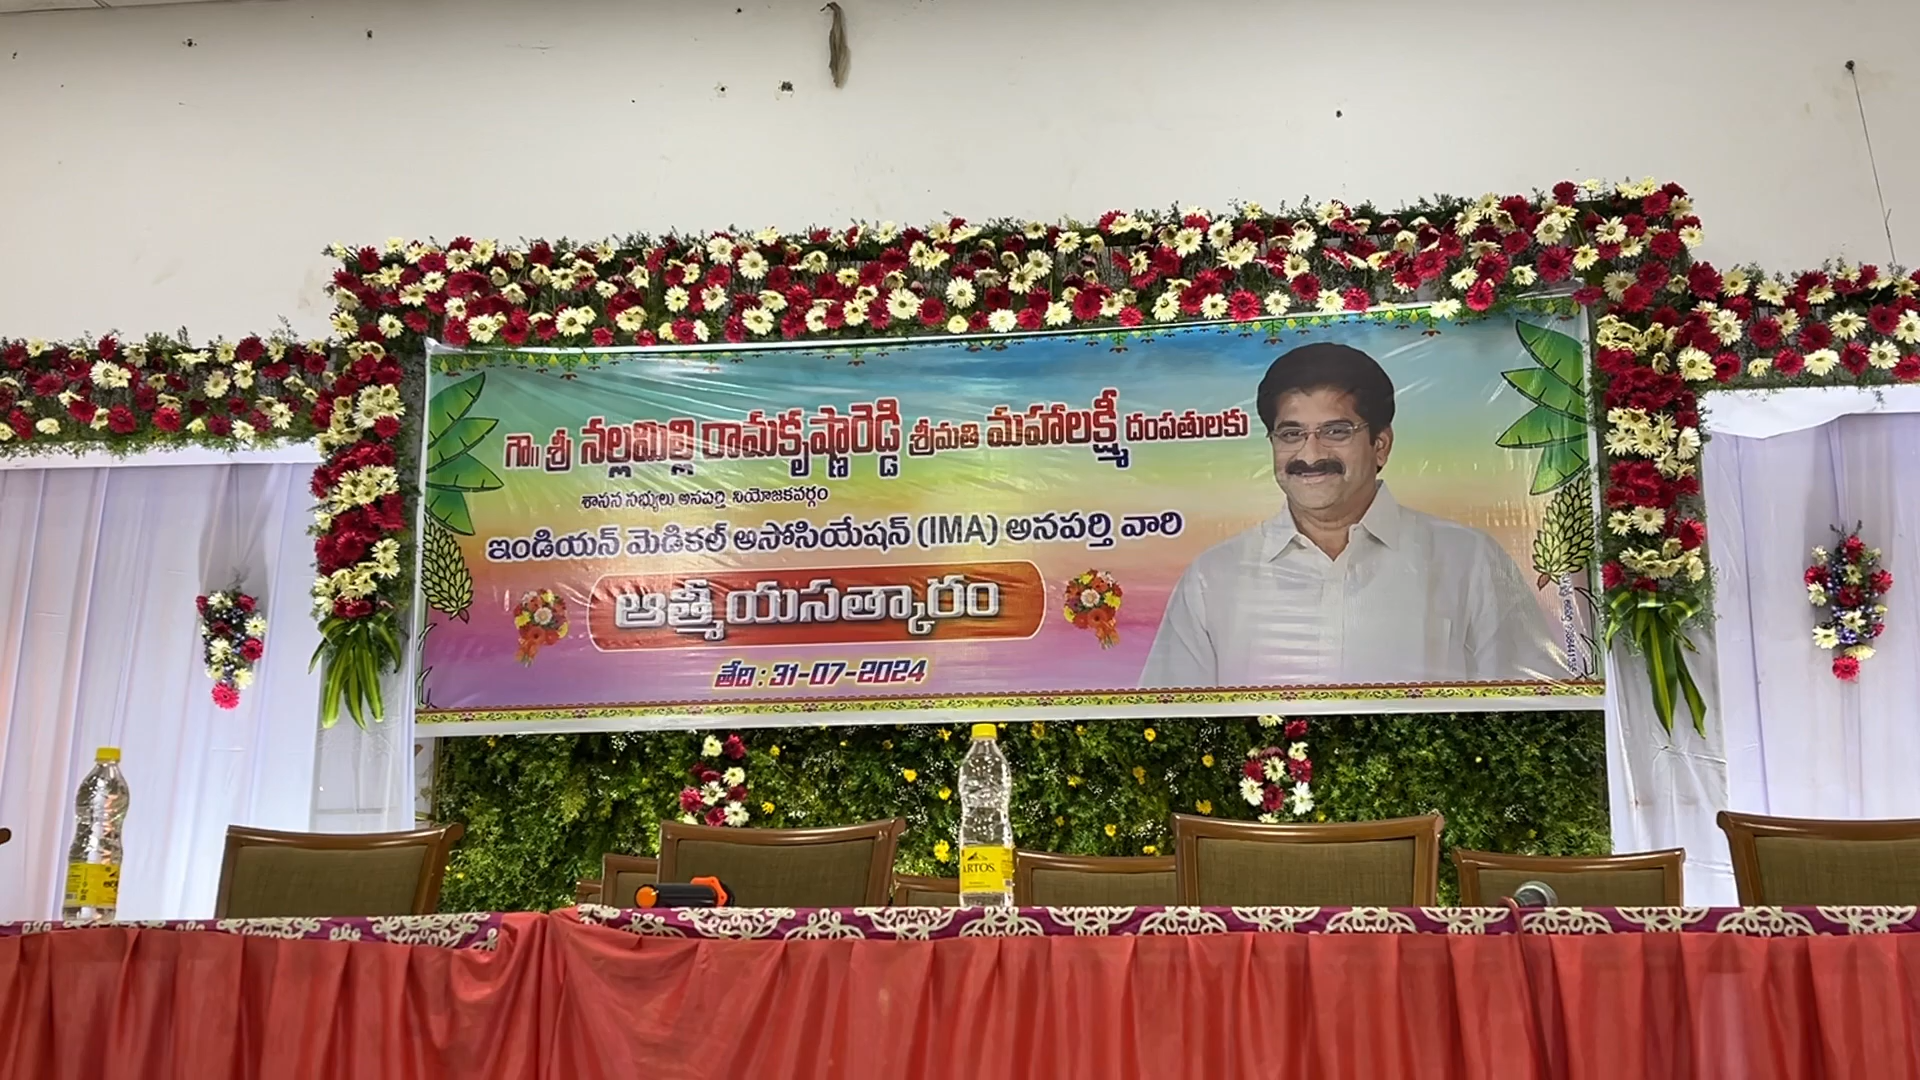 గౌ॥ శ్రీ నల్లమిల్లి రామకృష్ణారెడ్డి శ్రీమతి మహాలక్ష్మీ దంపతులకు
శాసన సభ్యులు అనపర్తి నియోజకవర్గం
ఇండియన్ మెడికల్ అసోసియేషన్ (IMA) అనపర్తి వారి
ఆత్మీయసత్కారం
తేది : 31-07-2024
ARTOS